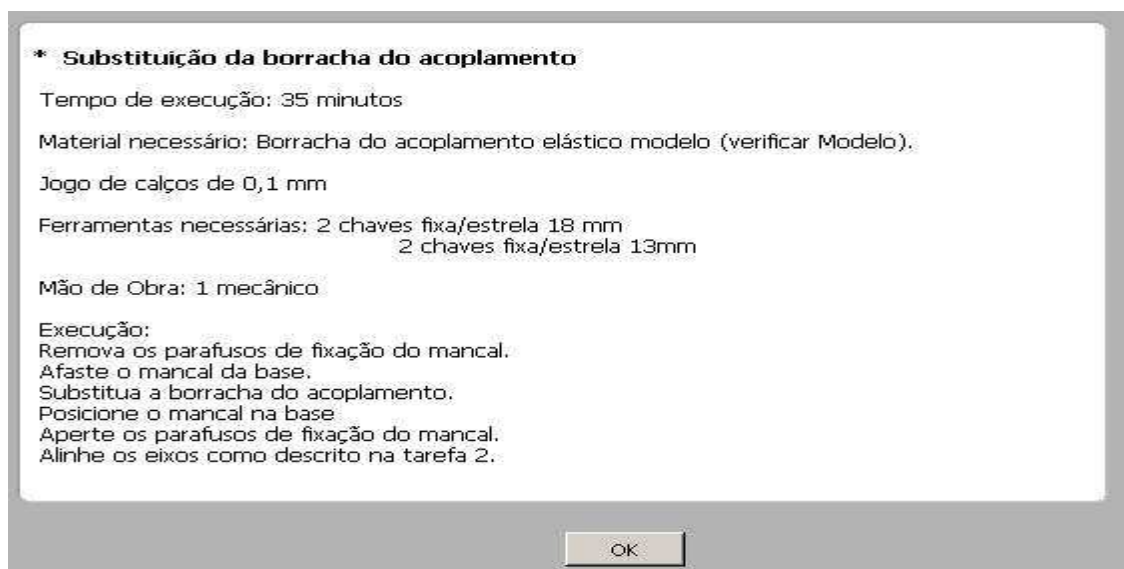 * Substituição da borracha do acoplamento
Tempo de execução: 35 minutos
Material necessário: Borracha do acoplamento elástico modelo (verificar Modelo).
Jogo de calços de 0,1 mm
Ferramentas necessárias: 2 chaves fixa/estrela 18 mm
2 chaves fixa/estrela 13mm
Mão de Obra: 1 mecânico
Execução:
Remova os parafusos de fixação do mancal.
Afaste o mancal da base.
Substitua a borracha do acoplamento.
Posicione o mancal na base
Aperte os parafusos de fixação do mancal.
Alinhe os eixos como descrito na tarefa 2.
OK